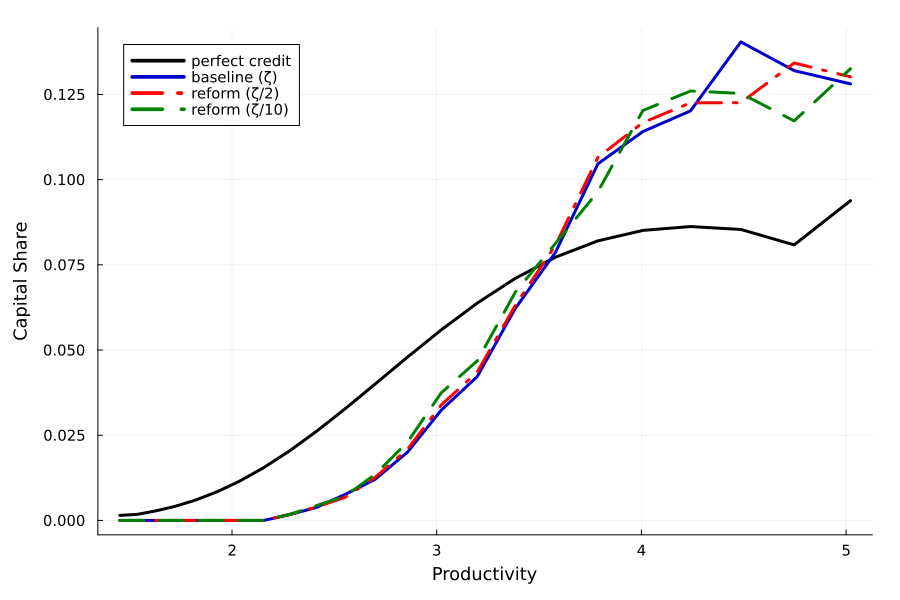 perfect credit
baseline (ζ)
reform (ζ/2)
reform (ζ/10)
0.125
0.100
0.075
0.050
0.025
0.000
Capital Share
2 3 4 5
Productivity